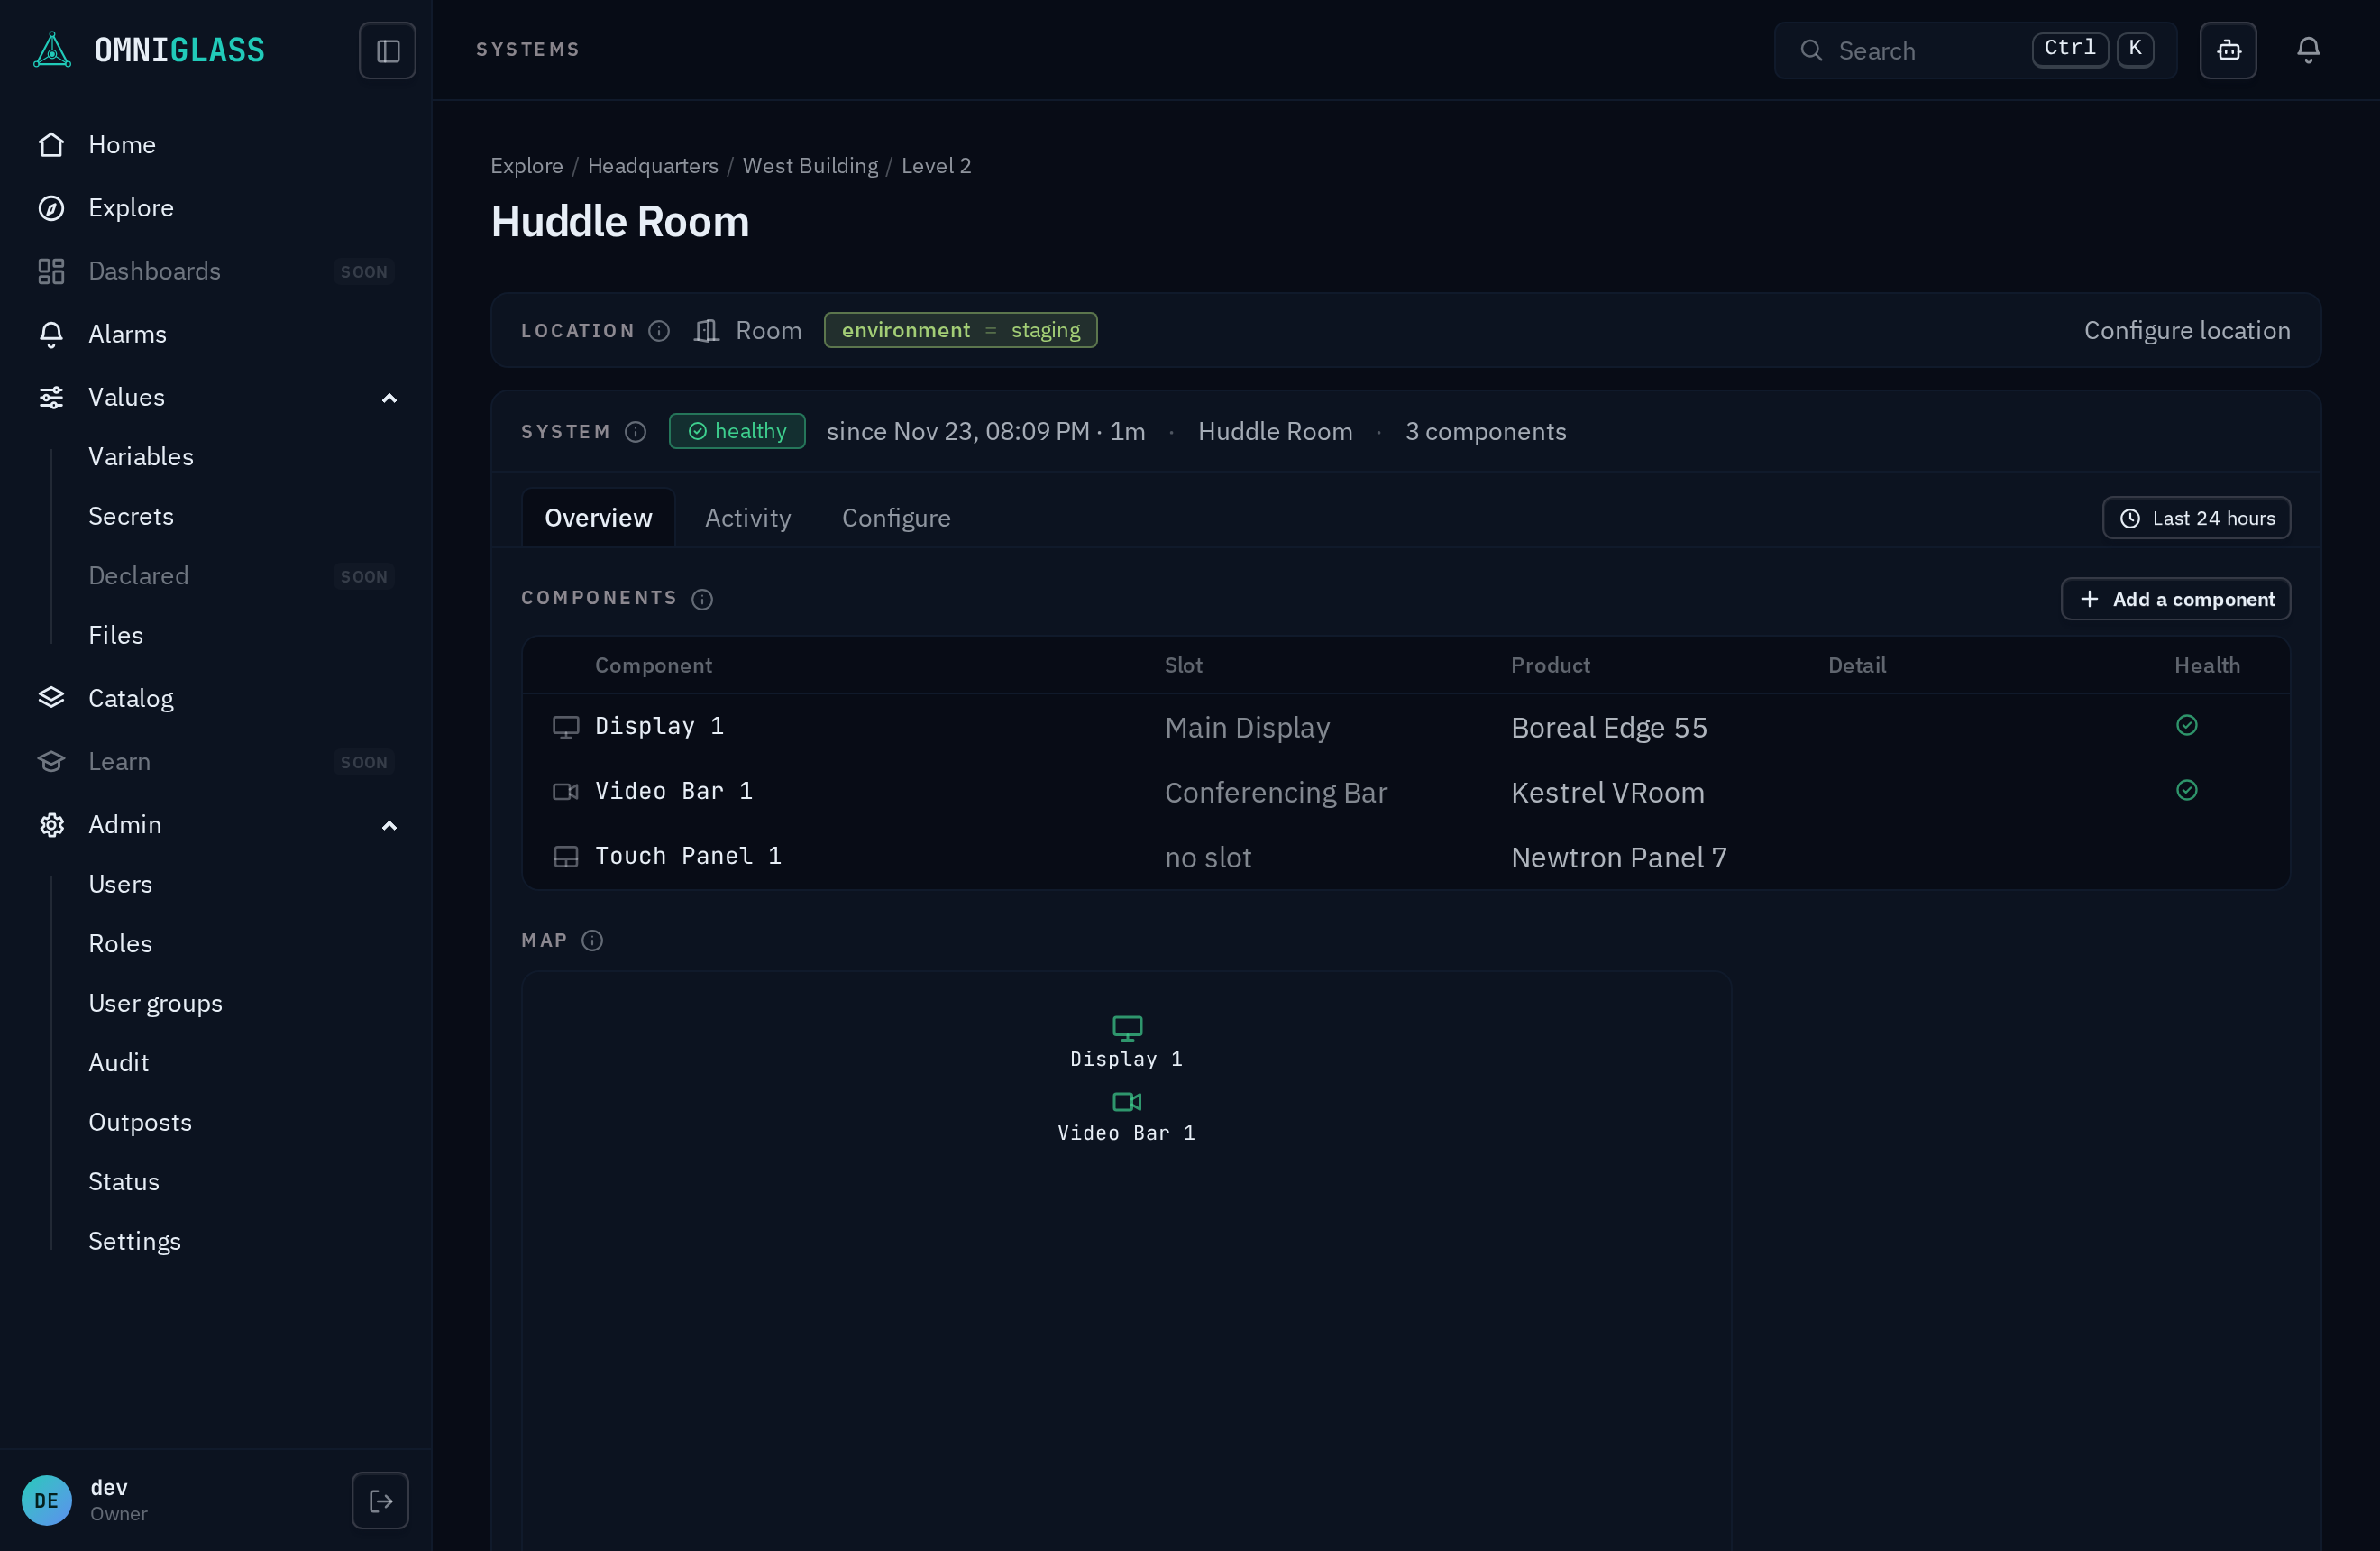 OMNIGLASS
SYSTEMS
Search
Ctrl K
Home
Explore
Dashboards SOON
Alarms
Values
Variables
Secrets
Declared SOON
Files
Catalog
Learn SOON
Admin
Users
Roles
User groups
Audit
Outposts
Status
Settings
DE
dev
Owner
Explore / Headquarters / West Building / Level 2
Huddle Room
LOCATION Room environment = staging Configure location
SYSTEM healthy since Nov 23, 08:09 PM · 1m · Huddle Room · 3 components
Overview Activity Configure Last 24 hours
COMPONENTS Add a component
Component Slot Product Detail Health
Display 1 Main Display Boreal Edge 55
Video Bar 1 Conferencing Bar Kestrel VRoom
Touch Panel 1 no slot Newtron Panel 7
MAP
Display 1
Video Bar 1